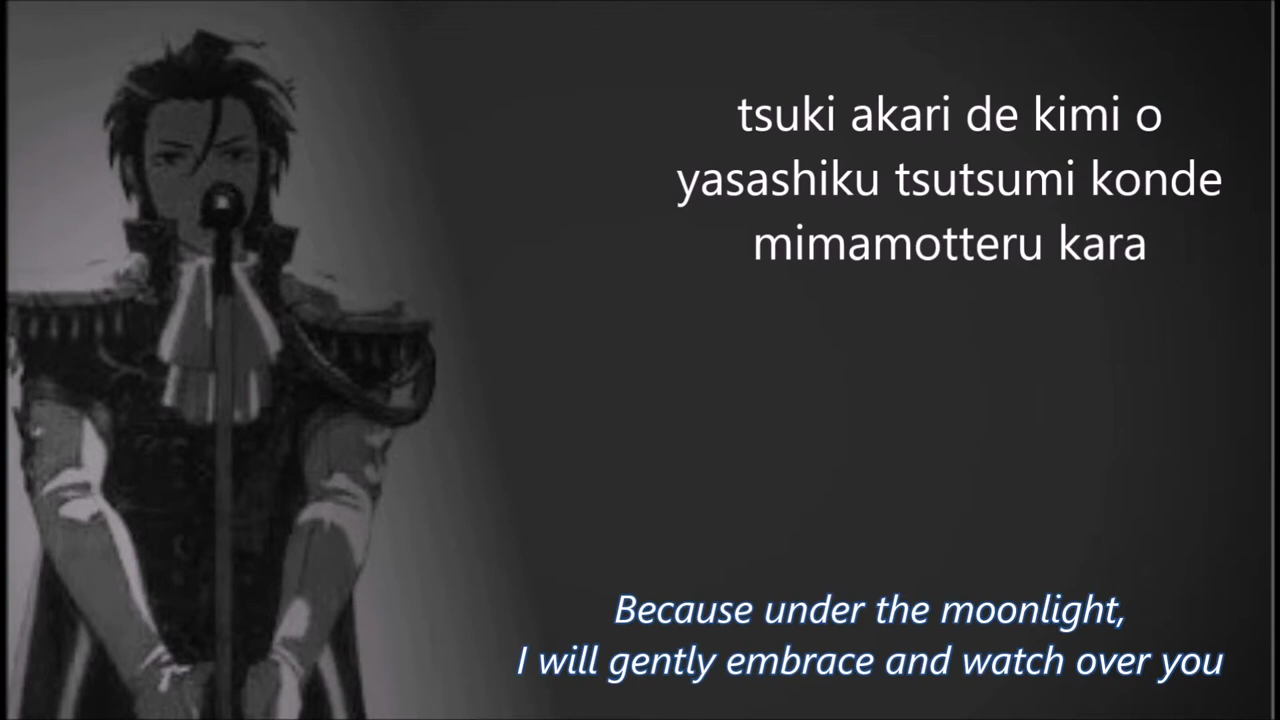 tsuki akari de kimi o
yasashiku tsutsumi konde
mimamotteru kara
Because under the moonlight,
I will gently embrace and watch over you